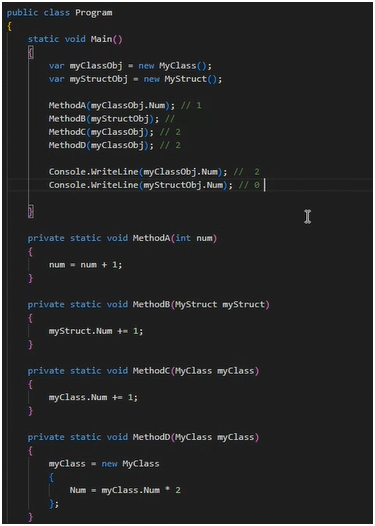 public class Program
{
    static void Main()
    {
        var myClassObj = new MyClass();
        var myStructObj = new MyStruct();

        MethodA(myClassObj.Num); // 1
        MethodB(myStructObj); //
        MethodC(myClassObj); // 2
        MethodD(myClassObj); // 2

        Console.WriteLine(myClassObj.Num); //  2
        Console.WriteLine(myStructObj.Num); // 0

    }

    private static void MethodA(int num)
    {
        num = num + 1;
    }

    private static void MethodB(MyStruct myStruct)
    {
        myStruct.Num += 1;
    }

    private static void MethodC(MyClass myClass)
    {
        myClass.Num += 1;
    }

    private static void MethodD(MyClass myClass)
    {
        myClass = new MyClass
        {
            Num = myClass.Num * 2
        };
    }